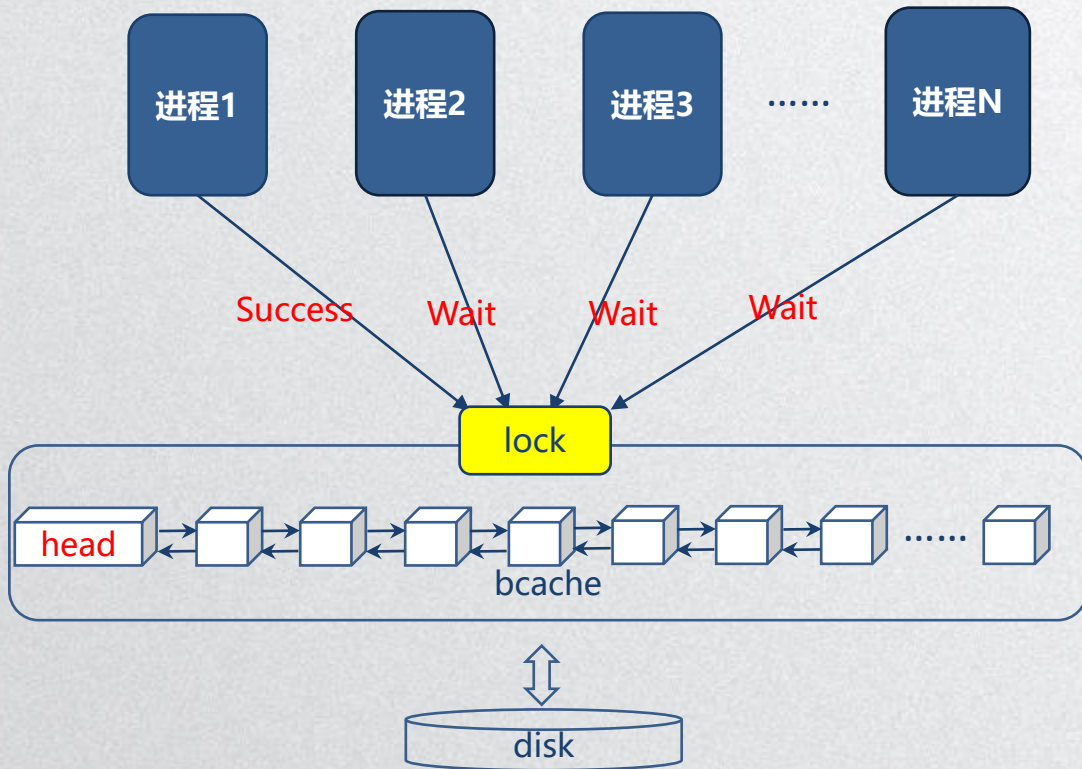 进程1
进程2
进程3
……
进程N
Success
Wait
Wait
Wait
lock
head
……
bcache
disk